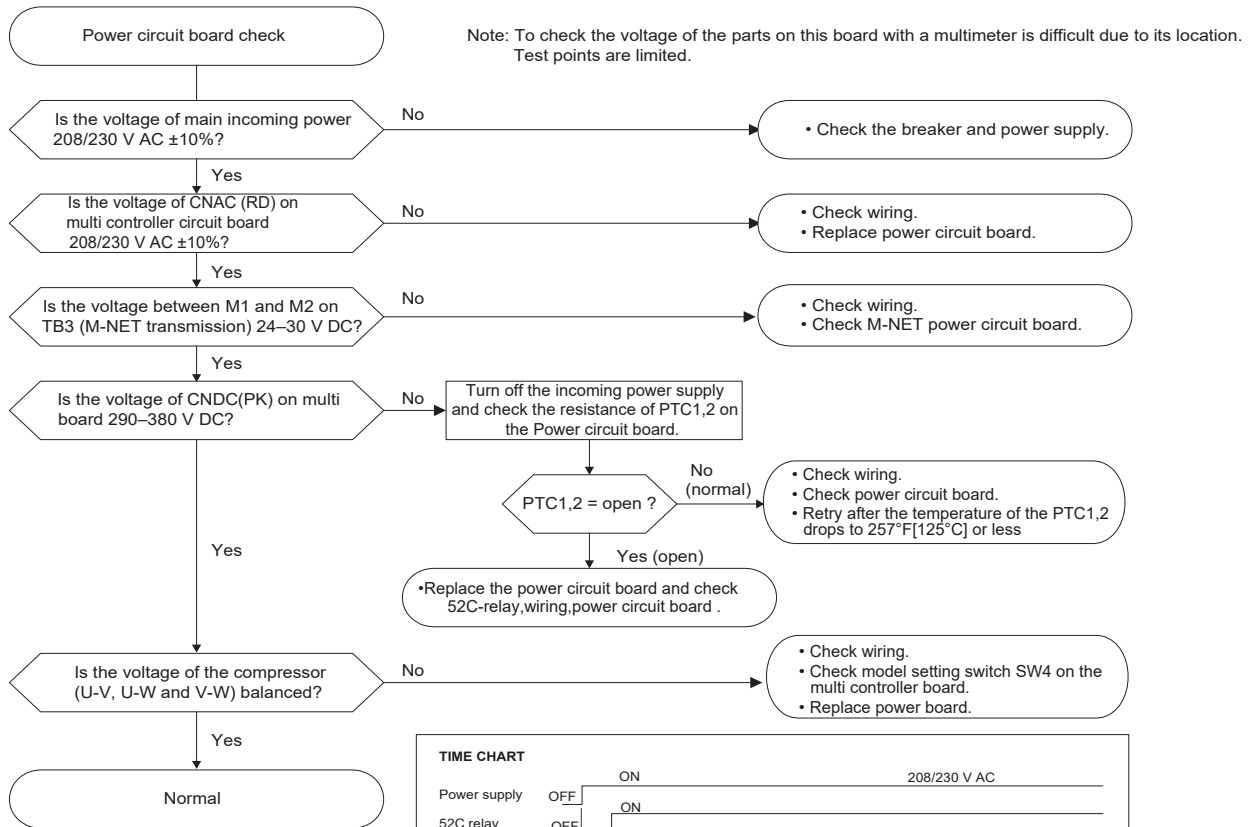 Power circuit board check
Note: To check the voltage of the parts on this board with a multimeter is difficult due to its location.
Test points are limited.
Is the voltage of main incoming power
208/230 V AC ±10%?
No
• Check the breaker and power supply.
Yes
Is the voltage of CNAC (RD) on
multi controller circuit board
208/230 V AC ±10%?
No
• Check wiring.
• Replace power circuit board.
Yes
Is the voltage between M1 and M2 on
TB3 (M-NET transmission) 24–30 V DC?
No
• Check wiring.
• Check M-NET power circuit board.
Yes
Is the voltage of CNDC(PK) on multi
board 290–380 V DC?
No
Turn off the incoming power supply
and check the resistance of PTC1,2 on
the Power circuit board.
PTC1,2 = open ?
No
(normal)
• Check wiring.
• Check power circuit board.
• Retry after the temperature of the PTC1,2
drops to 257°F[125°C] or less
Yes (open)
•Replace the power circuit board and check
52C-relay,wiring,power circuit board .
Yes
Is the voltage of the compressor
(U-V, U-W and V-W) balanced?
No
• Check wiring.
• Check model setting switch SW4 on the
multi controller board.
• Replace power board.
Yes
Normal
TIME CHART
Power supply OFF ON 208/230 V AC
52C relay OFF ON